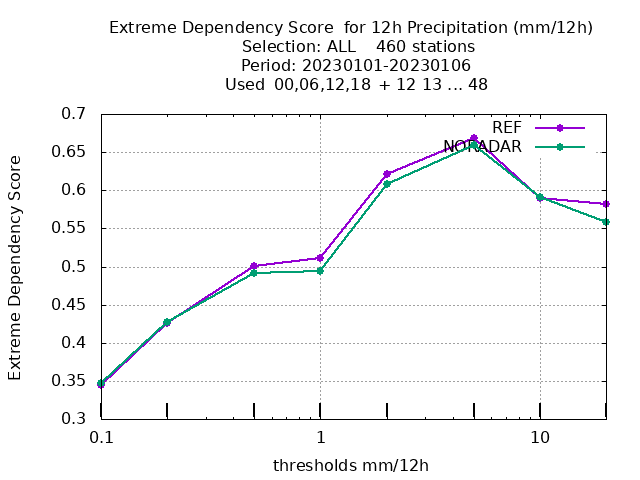 Extreme Dependency Score  for 12h Precipitation (mm/12h)
Selection: ALL    460 stations
Period: 20230101-20230106
Used  00,06,12,18  + 12 13 ... 48
Extreme Dependency Score
0.7
0.65
0.6
0.55
0.5
0.45
0.4
0.35
0.3
REF
NORADAR
0.1
1
10
thresholds mm/12h